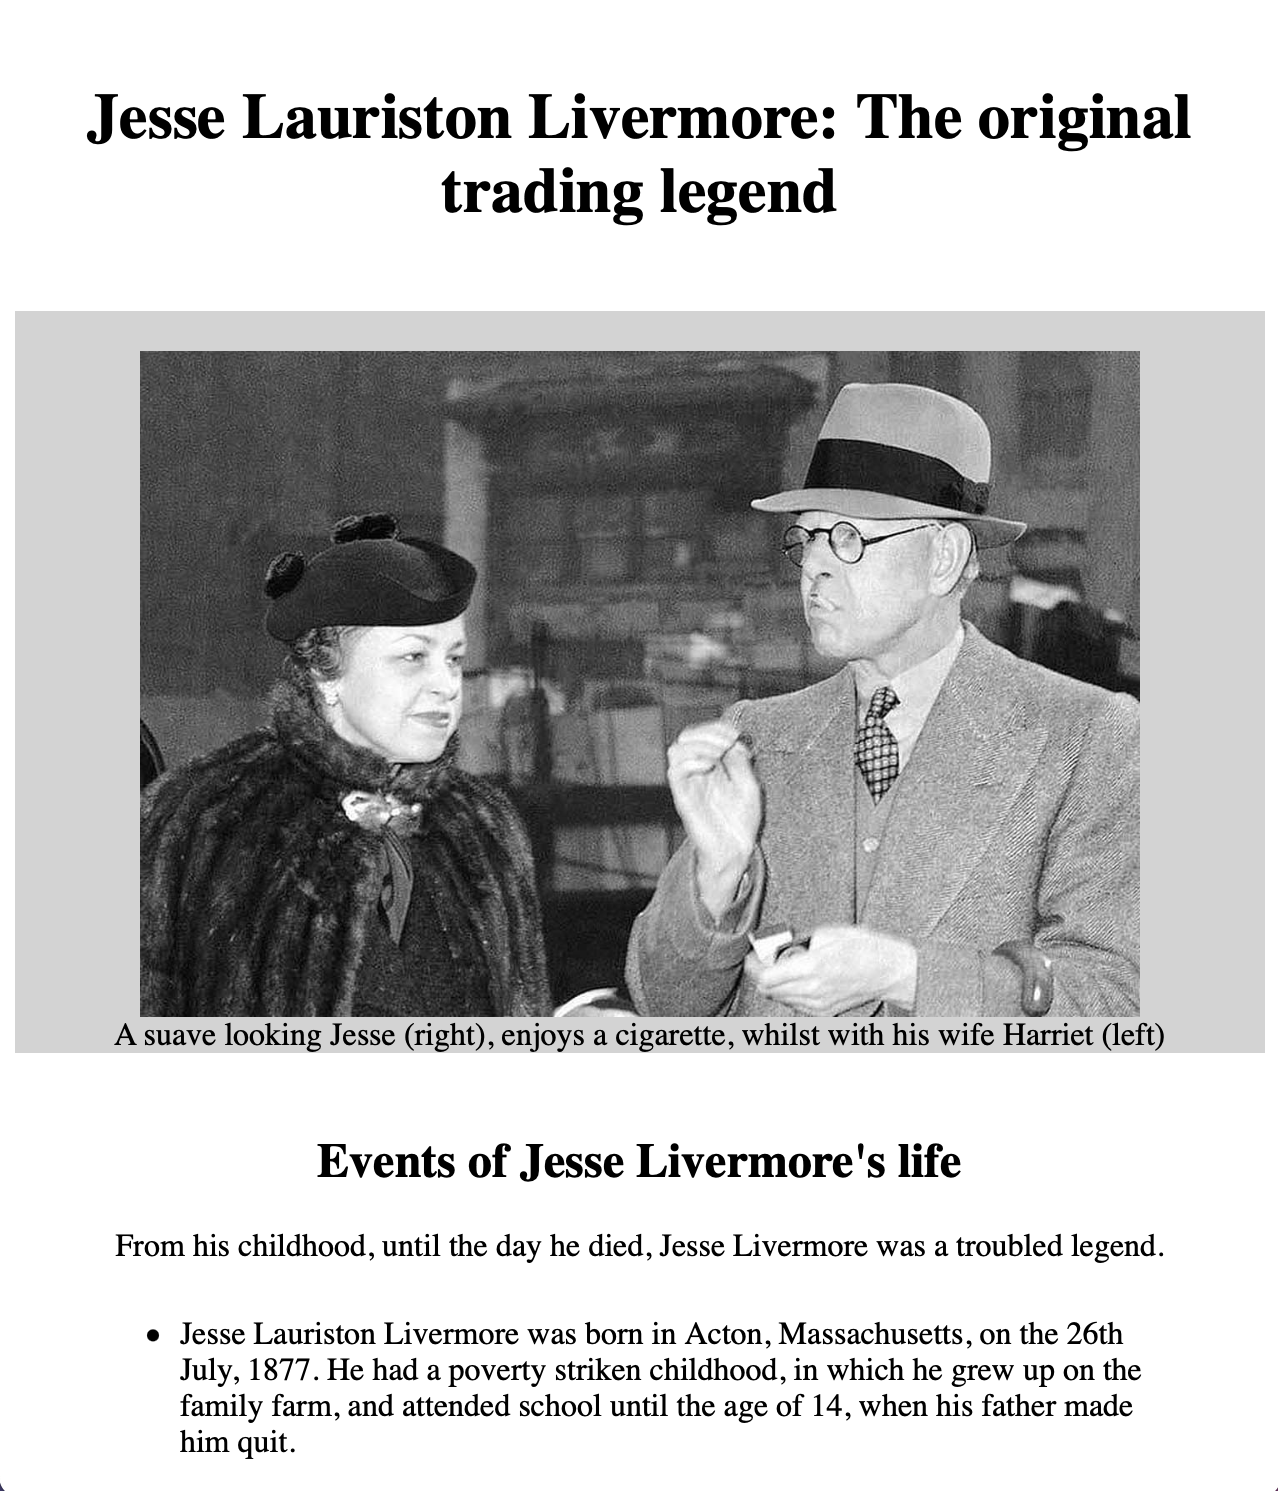 Jesse Lauriston Livermore: The original
trading legend
A suave looking Jesse (right), enjoys a cigarette, whilst with his wife Harriet (left)
Events of Jesse Livermore's life
From his childhood, until the day he died, Jesse Livermore was a troubled legend.
• Jesse Lauriston Livermore was born in Acton, Massachusetts, on the 26th
July, 1877. He had a poverty striken childhood, in which he grew up on the
family farm, and attended school until the age of 14, when his father made
him quit.